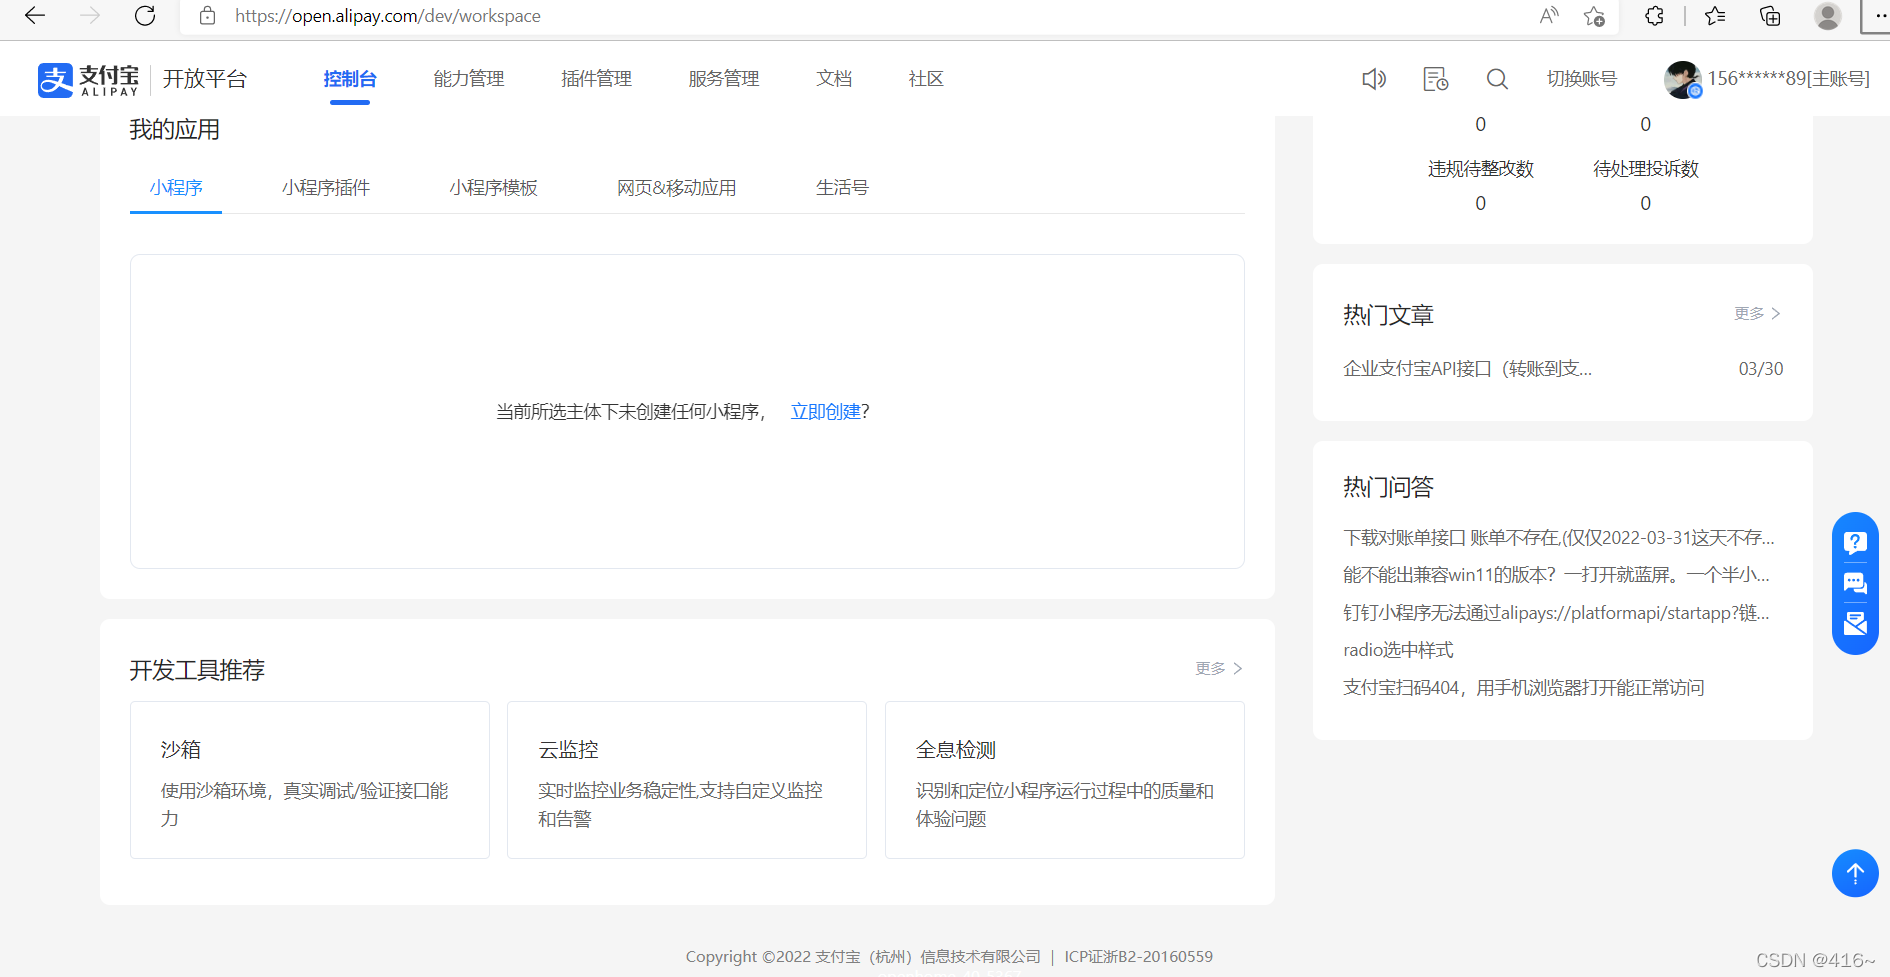 https://open.alipay.com/dev/workspace
支付宝
ALIPAY
开放平台
控制台
能力管理
插件管理
服务管理
文档
社区
切换账号
156******89[主账号]
我的应用
小程序
小程序插件
小程序模板
网页&移动应用
生活号
当前所选主体下未创建任何小程序， 立即创建?
开发工具推荐
更多 >
沙箱
使用沙箱环境，真实调试/验证接口能
力
云监控
实时监控业务稳定性,支持自定义监控
和告警
全息检测
识别和定位小程序运行过程中的质量和
体验问题
0
0
违规待整改数
待处理投诉数
0
0
热门文章
更多 >
企业支付宝API接口（转账到支...
03/30
热门问答
下载对账单接口 账单不存在,(仅仅2022-03-31这天不存...
能不能出兼容win11的版本？一打开就蓝屏。一个半小...
钉钉小程序无法通过alipays://platformapi/startapp?链...
radio选中样式
支付宝扫码404，用手机浏览器打开能正常访问
Copyright ©2022 支付宝（杭州）信息技术有限公司 | ICP证浙B2-20160559
CSDN @416~